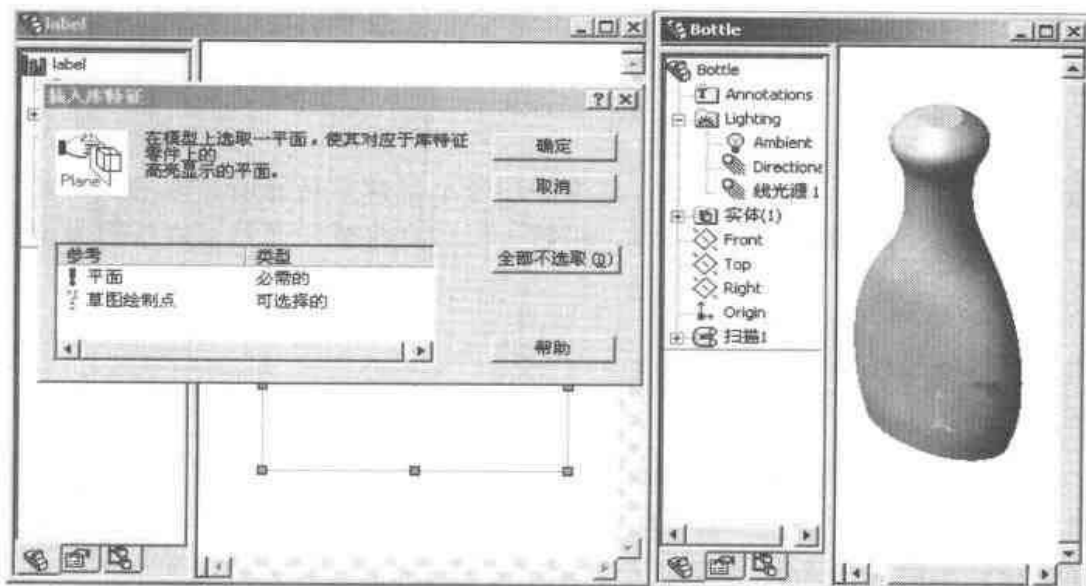 label
label
插入库特征
在模型上选取一平面，使其对应于库特征
零件上的
高亮显示的平面。
Plane
确定
取消
参考 类型
平面 必需的
草图绘制点 可选择的
全部不选取(Q)
帮助
Bottle
Bottle
Annotations
Lighting
Ambient
Directiona
线光源 1
实体(1)
Front
Top
Right
Origin
扫描1